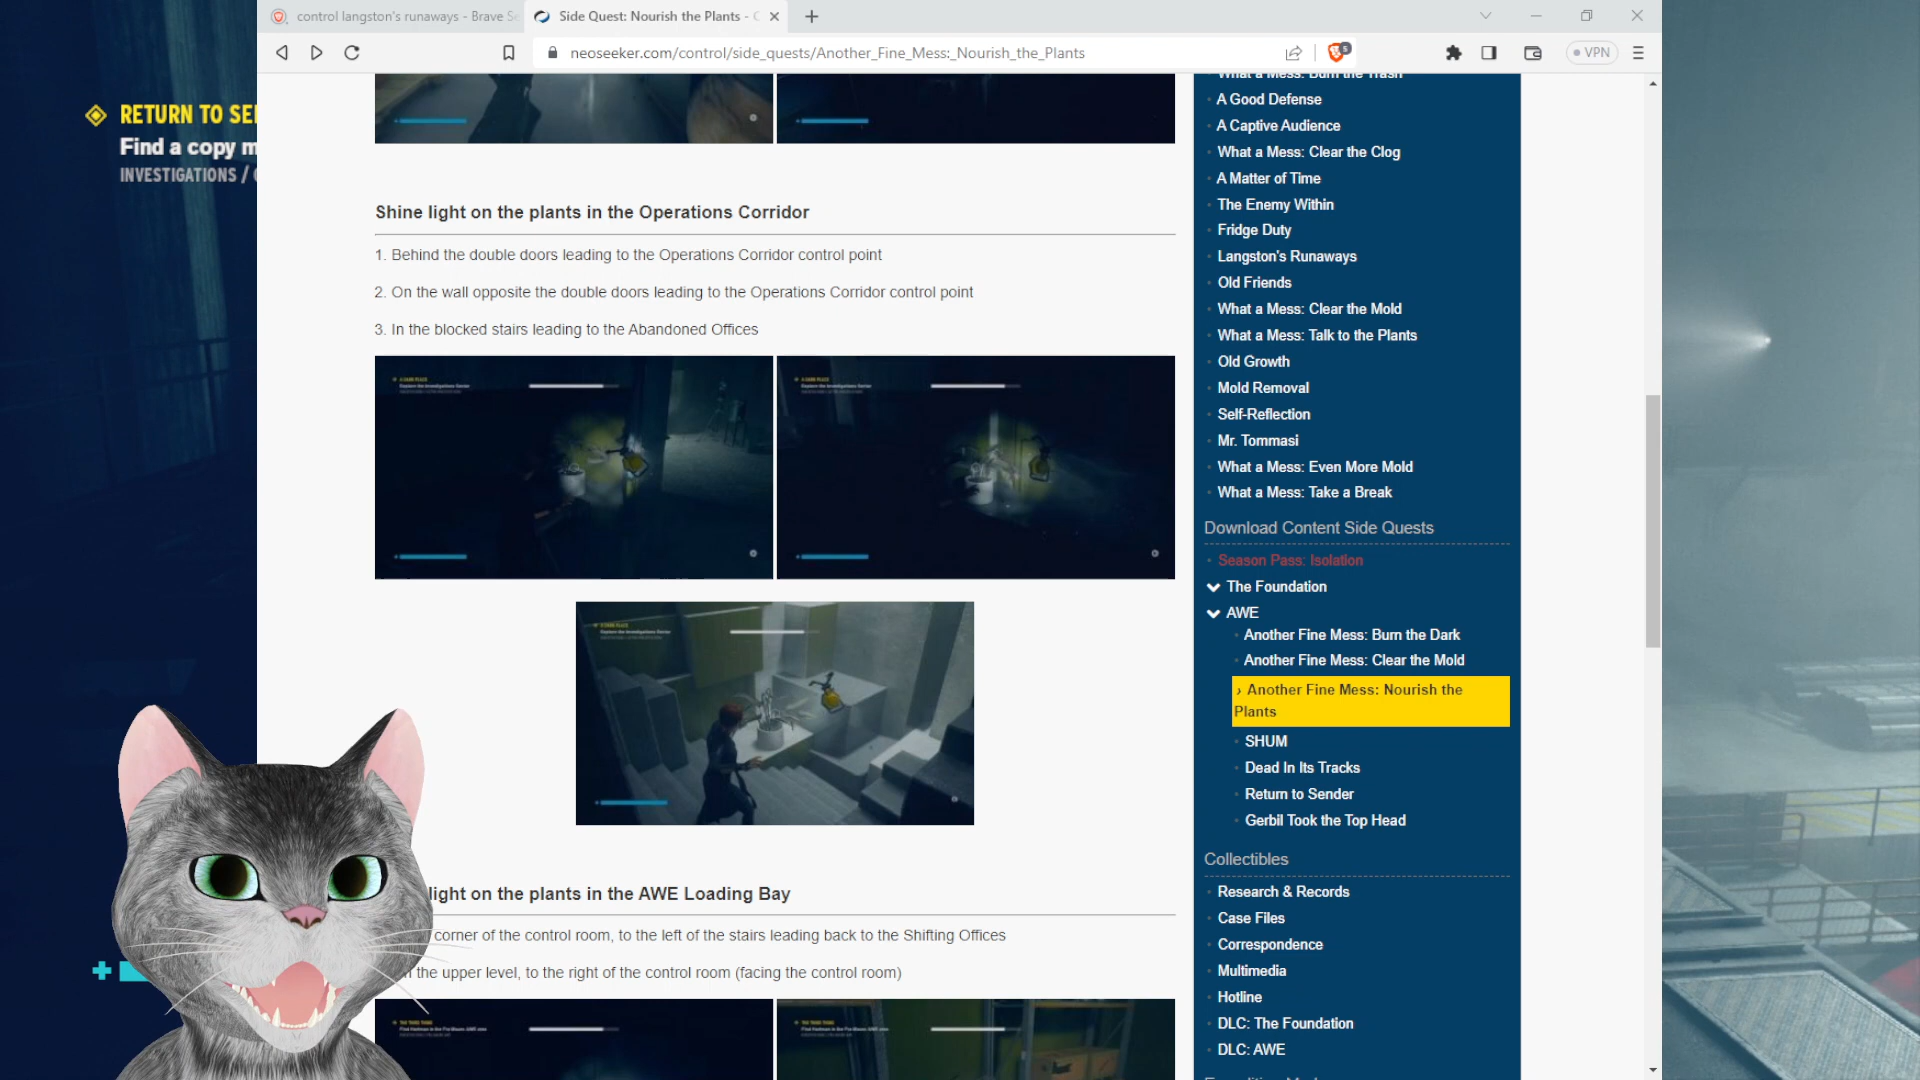 control langston's runaways - Brave Se
Side Quest: Nourish the Plants -
neoseeker.com/control/side_quests/Another_Fine_Mess:_Nourish_the_Plants
5
VPN
RETURN TO SE
Find a copy m
INVESTIGATIONS /
Shine light on the plants in the Operations Corridor
1. Behind the double doors leading to the Operations Corridor control point
2. On the wall opposite the double doors leading to the Operations Corridor control point
3. In the blocked stairs leading to the Abandoned Offices
light on the plants in the AWE Loading Bay
corner of the control room, to the left of the stairs leading back to the Shifting Offices
the upper level, to the right of the control room (facing the control room)
What a Mess: Burn the Trash
A Good Defense
A Captive Audience
What a Mess: Clear the Clog
A Matter of Time
The Enemy Within
Fridge Duty
Langston's Runaways
Old Friends
What a Mess: Clear the Mold
What a Mess: Talk to the Plants
Old Growth
Mold Removal
Self-Reflection
Mr. Tommasi
What a Mess: Even More Mold
What a Mess: Take a Break
Download Content Side Quests
Season Pass: Isolation
The Foundation
AWE
Another Fine Mess: Burn the Dark
Another Fine Mess: Clear the Mold
› Another Fine Mess: Nourish the
Plants
SHUM
Dead In Its Tracks
Return to Sender
Gerbil Took the Top Head
Collectibles
Research & Records
Case Files
Correspondence
Multimedia
Hotline
DLC: The Foundation
DLC: AWE